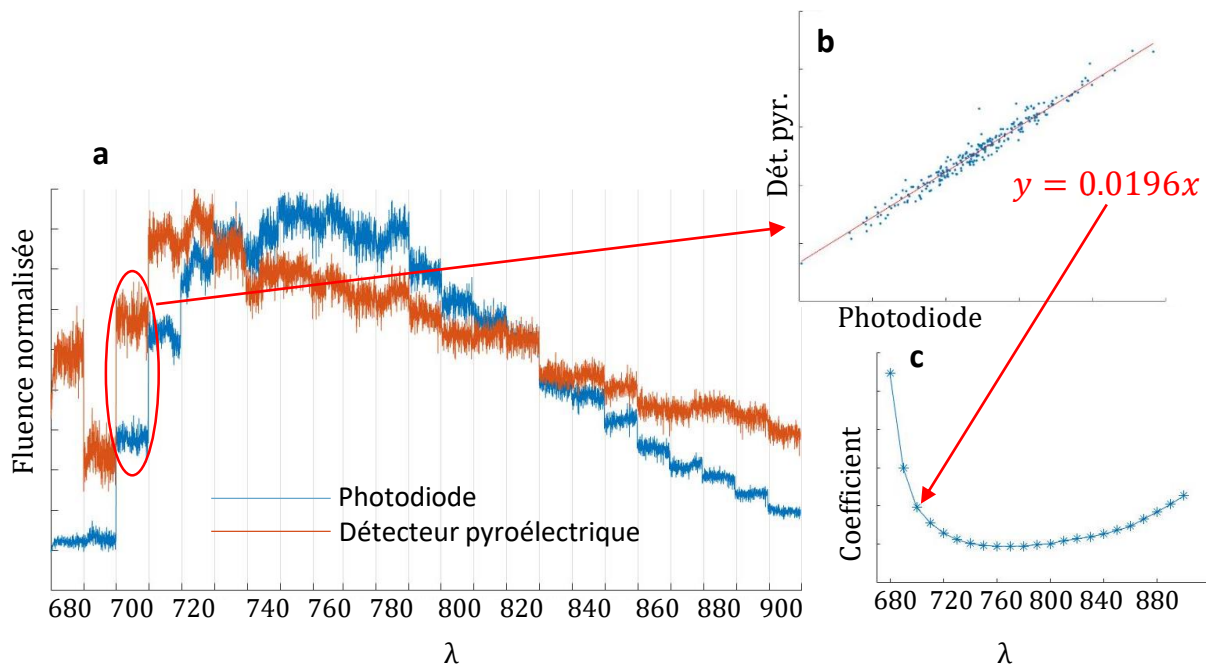 a
Fluence normalisée
Photodiode
Détecteur pyroélectrique
680 700 720 740 760 780 800 820 840 860 880 900
λ
b
Dét. pyr.
Photodiode
y = 0.0196x
c
Coefficient
680 720 760 800 840 880
λ